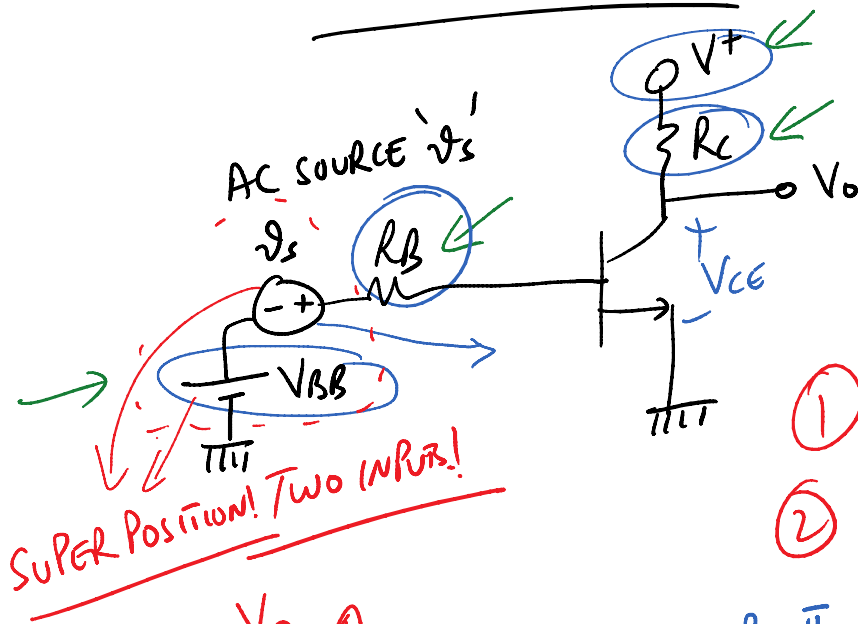 V+
RC
AC SOURCE 'vs'
Vo
vs
RB
+
VCE
-
- +
VBB
1
SUPER POSITION! TWO INPUTS!
2